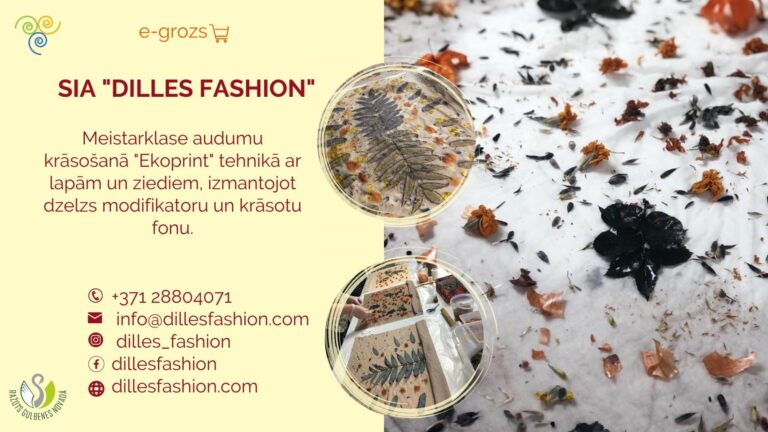 e-grozs
SIA "DILLES FASHION"
Meistarklase audumu
krāsošanā "Ekoprint" tehnikā ar
lapām un ziediem, izmantojot
dzelzs modifikatoru un krāsotu
fonu.
+371 28804071
info@dillesfashion.com
dilles_fashion
dillesfashion
dillesfashion.com
RAŽOTS GULBENES NOVADĀ